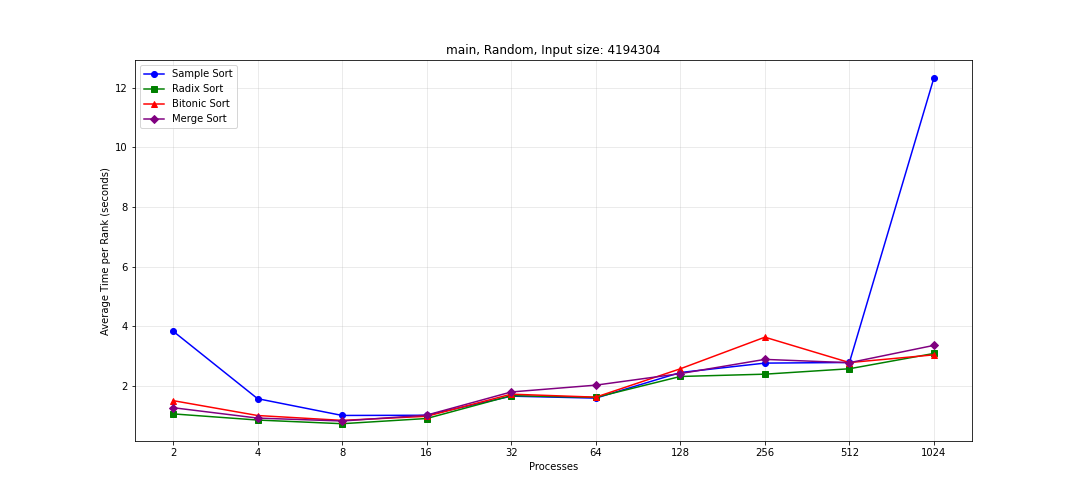 main, Random, Input size: 4194304
Sample Sort
Radix Sort
Bitonic Sort
Merge Sort
Average Time per Rank (seconds)
12
10
8
6
4
2
2 4 8 16 32 64 128 256 512 1024
Processes